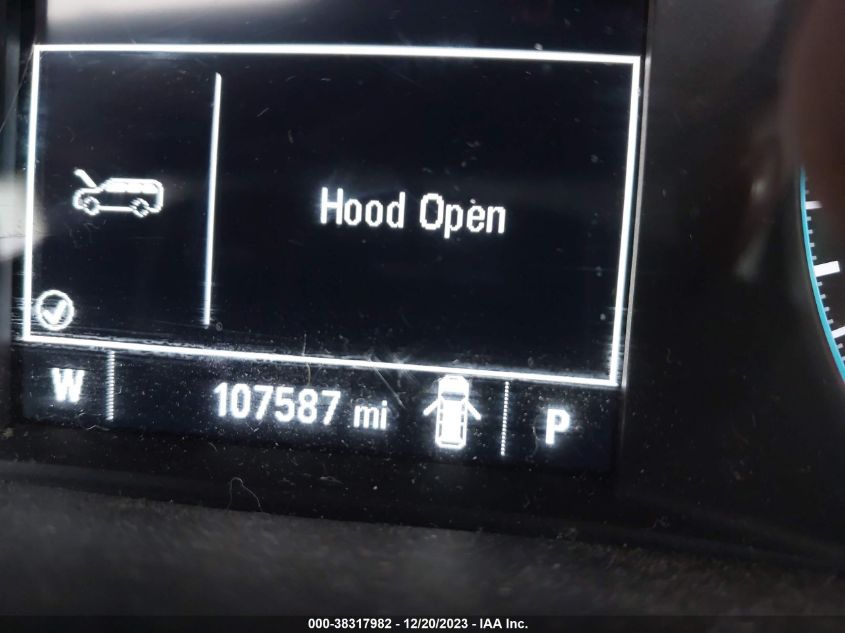 Hood Open
W 107587 mi P
000-38317982 - 12/20/2023 - IAA Inc.